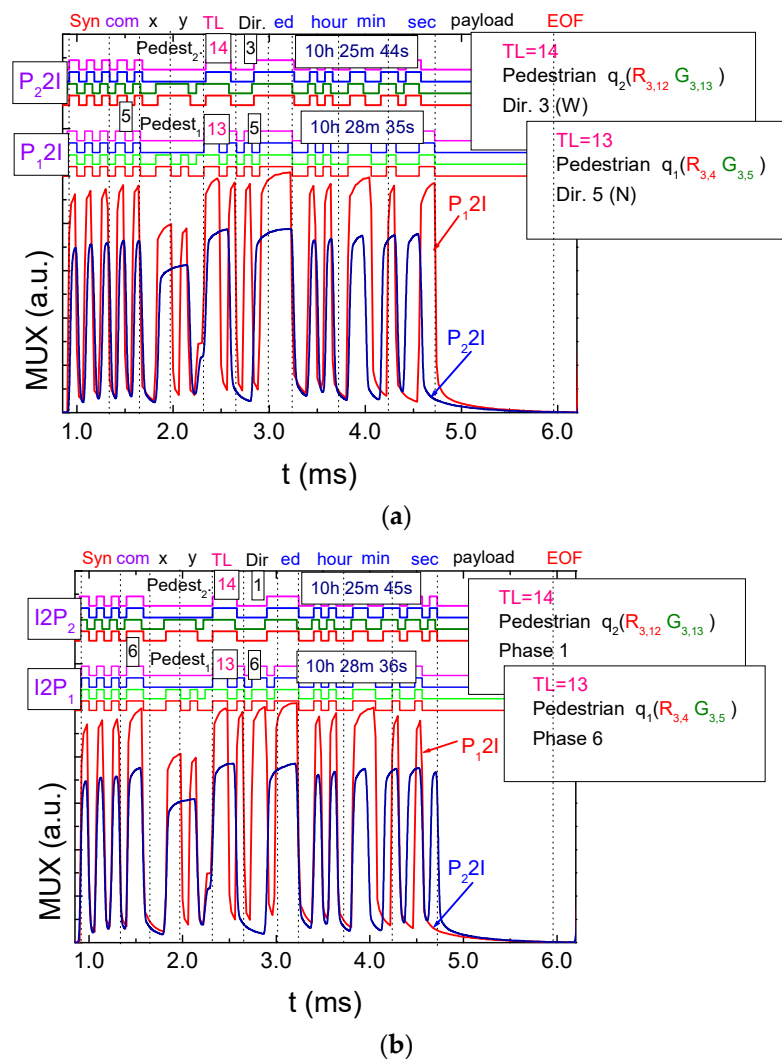 Syn com x y TL Dir. ed hour min sec payload EOF
Pedest₂. 14 3 10h 25m 44s
P₂2I
5 Pedest₁ 13 5 10h 28m 35s
P₁2I
TL=14
Pedestrian q₂(R₃,₁₂ G₃,₁₃)
Dir. 3 (W)
TL=13
Pedestrian q₁(R₃,₄ G₃,₅ )
Dir. 5 (N)
P₁2I
P₂2I
MUX (a.u.)
1.0 2.0 3.0 4.0 5.0 6.0
t (ms)
(a)
Syn com x y TL Dir ed hour min sec payload EOF
Pedest₂ 14 1 10h 25m 45s
I2P₂
6 Pedest₁ 13 6 10h 28m 36s
I2P₁
TL=14
Pedestrian q₂(R₃,₁₂ G₃,₁₃ )
Phase 1
TL=13
Pedestrian q₁(R₃,₄ G₃,₅ )
Phase 6
P₁2I
P₂2I
MUX (a.u.)
1.0 2.0 3.0 4.0 5.0 6.0
t (ms)
(b)